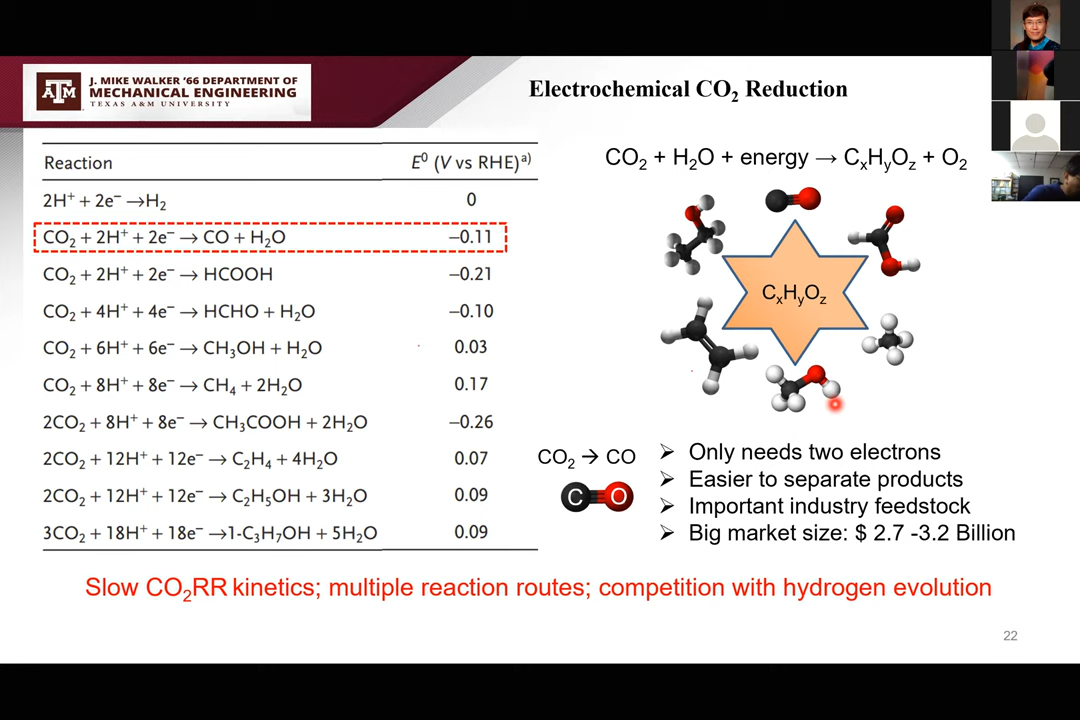 J. MIKE WALKER '66 DEPARTMENT OF
MECHANICAL ENGINEERING
TEXAS A&M UNIVERSITY
ATM
Electrochemical CO₂ Reduction
Reaction E⁰ (V vs RHE)ᵃ⁾
2H⁺ + 2e⁻ →H₂ 0
CO₂ + 2H⁺ + 2e⁻ → CO + H₂O −0.11
CO₂ + 2H⁺ + 2e⁻ → HCOOH −0.21
CO₂ + 4H⁺ + 4e⁻ → HCHO + H₂O −0.10
CO₂ + 6H⁺ + 6e⁻ → CH₃OH + H₂O 0.03
CO₂ + 8H⁺ + 8e⁻ → CH₄ + 2H₂O 0.17
2CO₂ + 8H⁺ + 8e⁻ → CH₃COOH + 2H₂O −0.26
2CO₂ + 12H⁺ + 12e⁻ → C₂H₄ + 4H₂O 0.07
2CO₂ + 12H⁺ + 12e⁻ → C₂H₅OH + 3H₂O 0.09
3CO₂ + 18H⁺ + 18e⁻ →1-C₃H₇OH + 5H₂O 0.09
CO₂ + H₂O + energy → CₓHᵧO_z + O₂
CₓHᵧO_z
CO₂ → CO
C O
➢ Only needs two electrons
➢ Easier to separate products
➢ Important industry feedstock
➢ Big market size: $ 2.7 -3.2 Billion
Slow CO₂RR kinetics; multiple reaction routes; competition with hydrogen evolution
22